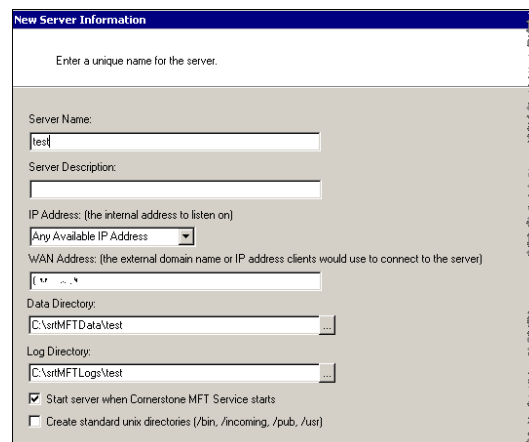 New Server Information
Enter a unique name for the server.
Server Name:
test
Server Description:
IP Address: (the internal address to listen on)
Any Available IP Address
WAN Address: (the external domain name or IP address clients would use to connect to the server)
Data Directory:
C:\srtMFTData\test
...
Log Directory:
C:\srtMFTLogs\test
...
Start server when Cornerstone MFT Service starts
Create standard unix directories (/bin, /incoming, /pub, /usr)